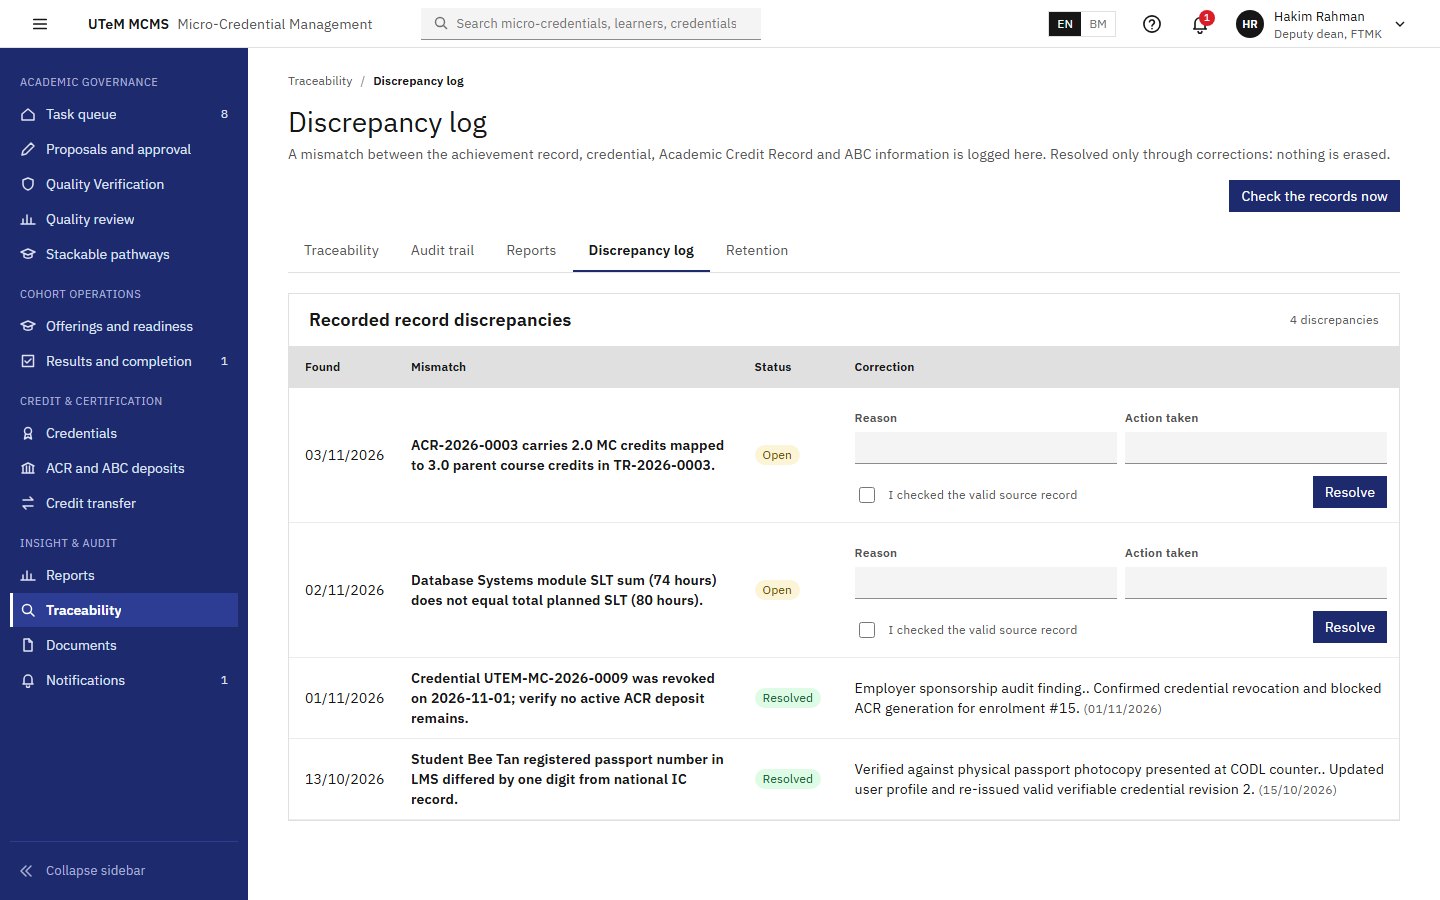 UTeM MCMS Micro-Credential Management
Search micro-credentials, learners, credentials
EN BM
1
HR
Hakim Rahman
Deputy dean, FTMK
ACADEMIC GOVERNANCE
Task queue 8
Proposals and approval
Quality Verification
Quality review
Stackable pathways
COHORT OPERATIONS
Offerings and readiness
Results and completion 1
CREDIT & CERTIFICATION
Credentials
ACR and ABC deposits
Credit transfer
INSIGHT & AUDIT
Reports
Traceability
Documents
Notifications 1
Collapse sidebar
Traceability / Discrepancy log
Discrepancy log
A mismatch between the achievement record, credential, Academic Credit Record and ABC information is logged here. Resolved only through corrections: nothing is erased.
Check the records now
Traceability Audit trail Reports Discrepancy log Retention
Recorded record discrepancies 4 discrepancies
Found Mismatch Status Correction
03/11/2026
ACR-2026-0003 carries 2.0 MC credits mapped
to 3.0 parent course credits in TR-2026-0003.
Open
Reason Action taken
I checked the valid source record Resolve
02/11/2026
Database Systems module SLT sum (74 hours)
does not equal total planned SLT (80 hours).
Open
Reason Action taken
I checked the valid source record Resolve
01/11/2026
Credential UTEM-MC-2026-0009 was revoked
on 2026-11-01; verify no active ACR deposit
remains.
Resolved
Employer sponsorship audit finding.. Confirmed credential revocation and blocked
ACR generation for enrolment #15. (01/11/2026)
13/10/2026
Student Bee Tan registered passport number in
LMS differed by one digit from national IC
record.
Resolved
Verified against physical passport photocopy presented at CODL counter.. Updated
user profile and re-issued valid verifiable credential revision 2. (15/10/2026)